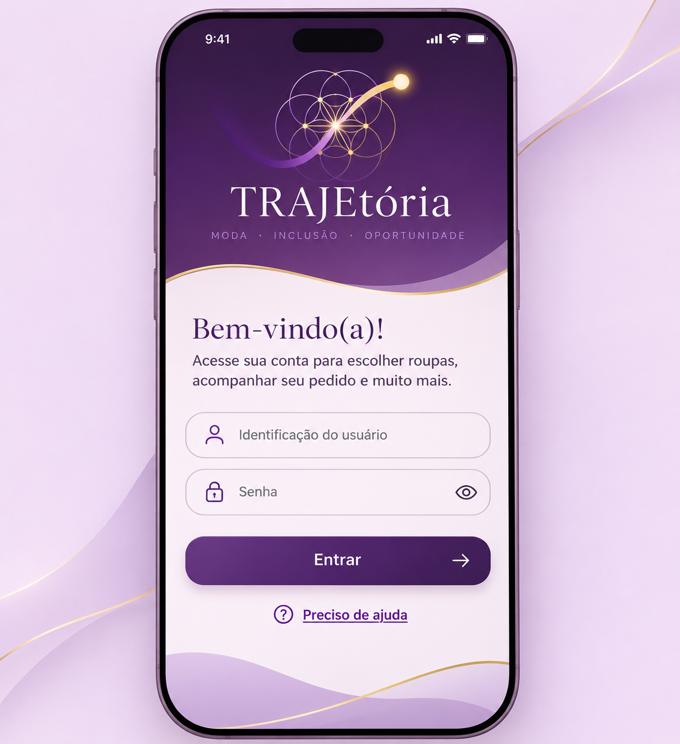 9:41
TRAJEtória
MODA · INCLUSÃO · OPORTUNIDADE
Bem-vindo(a)!
Acesse sua conta para escolher roupas,
acompanhar seu pedido e muito mais.
Identificação do usuário
Senha
Entrar
Preciso de ajuda